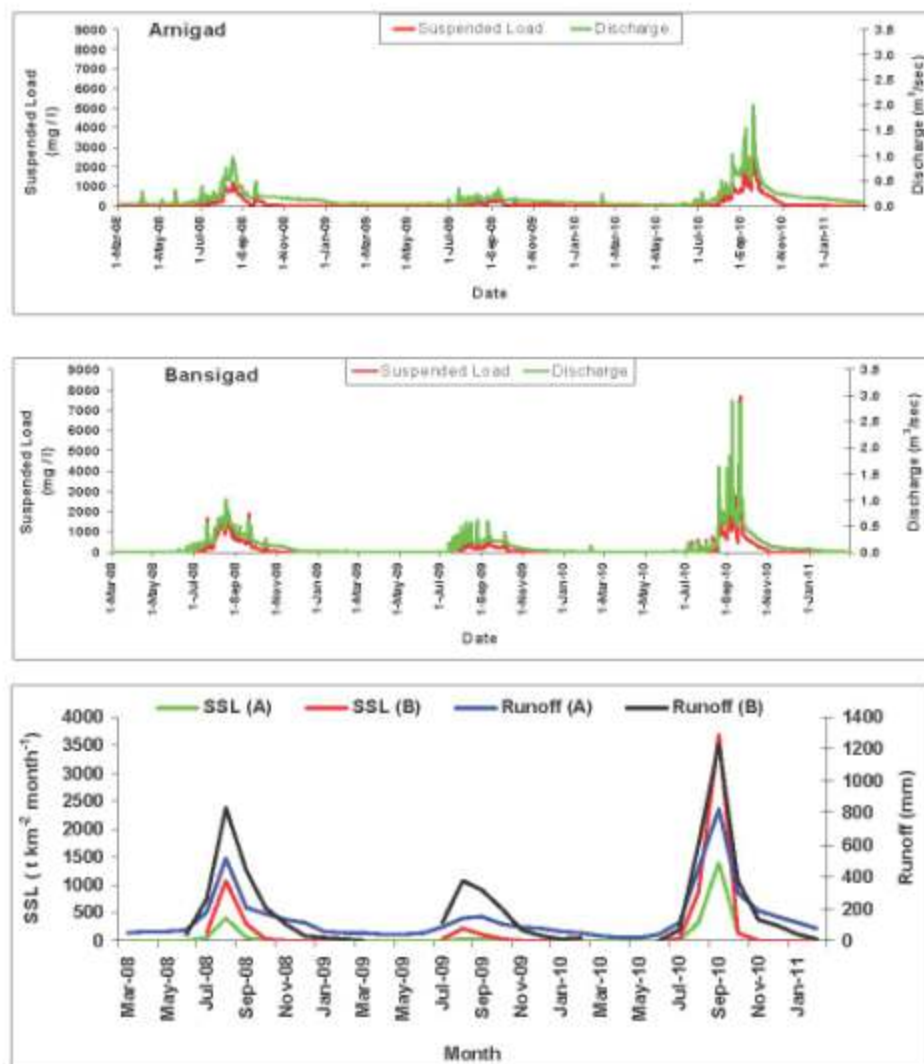 Arnigad
Suspended Load Discharge
Suspended Load
(mg / l)
9000
8000
7000
6000
5000
4000
3000
2000
1000
0
3.5
3.0
2.5
2.0
1.5
1.0
0.5
0.0
Discharge (m³/sec)
1-Mar-08 1-May-08 1-Jul-08 1-Sep-08 1-Nov-08 1-Jan-09 1-Mar-09 1-May-09 1-Jul-09 1-Sep-09 1-Nov-09 1-Jan-10 1-Mar-10 1-May-10 1-Jul-10 1-Sep-10 1-Nov-10 1-Jan-11
Date
Bansigad
Suspended Load Discharge
Suspended Load
(mg / l)
9000
8000
7000
6000
5000
4000
3000
2000
1000
0
3.5
3.0
2.5
2.0
1.5
1.0
0.5
0.0
Discharge (m³/sec)
1-Mar-08 1-May-08 1-Jul-08 1-Sep-08 1-Nov-08 1-Jan-09 1-Mar-09 1-May-09 1-Jul-09 1-Sep-09 1-Nov-09 1-Jan-10 1-Mar-10 1-May-10 1-Jul-10 1-Sep-10 1-Nov-10 1-Jan-11
Date
SSL (A) SSL (B) Runoff (A) Runoff (B)
SSL ( t km⁻² month⁻¹)
4000
3500
3000
2500
2000
1500
1000
500
0
1400
1200
1000
800
600
400
200
0
Runoff (mm)
Mar-08 May-08 Jul-08 Sep-08 Nov-08 Jan-09 Mar-09 May-09 Jul-09 Sep-09 Nov-09 Jan-10 Mar-10 May-10 Jul-10 Sep-10 Nov-10 Jan-11
Month